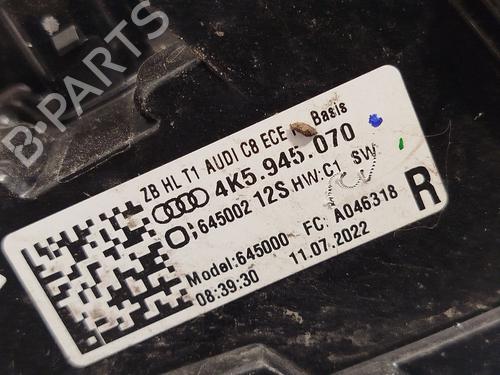 B-PARTS
Z8 HL T1 AUDI C8 ECE Basis
4K5.945.070
645002 12S HW:C1 SW
Model:645000 FC: A046318
08:39:30 11.07.2022
R